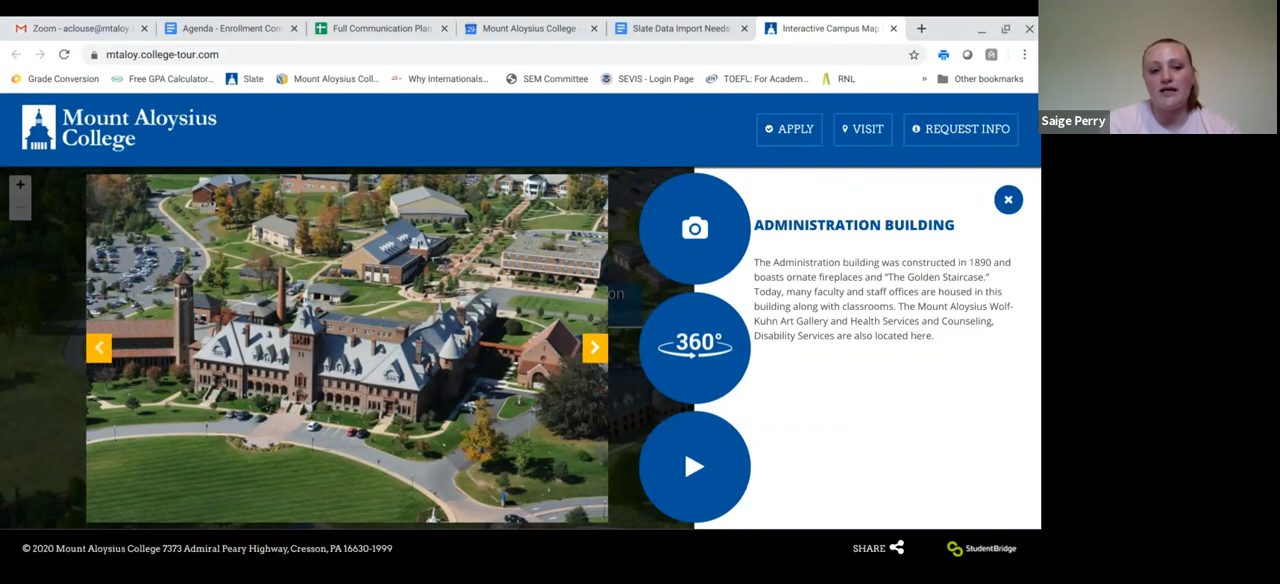 Zoom - aclouse@mtaloy
Agenda - Enrollment Com
Full Communication Plan
Mount Aloysius College -
Slate Data Import Needs
Interactive Campus Map
mtaloy.college-tour.com
Grade Conversion
Free GPA Calculator...
Slate
Mount Aloysius Coll...
Why Internationals...
SEM Committee
SEVIS - Login Page
TOEFL: For Academ...
RNL
»
Other bookmarks
Mount Aloysius
College
APPLY
VISIT
REQUEST INFO
Saige Perry
+
on
360°
ADMINISTRATION BUILDING
The Administration building was constructed in 1890 and
boasts ornate fireplaces and "The Golden Staircase."
Today, many faculty and staff offices are housed in this
building along with classrooms. The Mount Aloysius Wolf-
Kuhn Art Gallery and Health Services and Counseling,
Disability Services are also located here.
© 2020 Mount Aloysius College 7373 Admiral Peary Highway, Cresson, PA 16630-1999
SHARE
StudentBridge